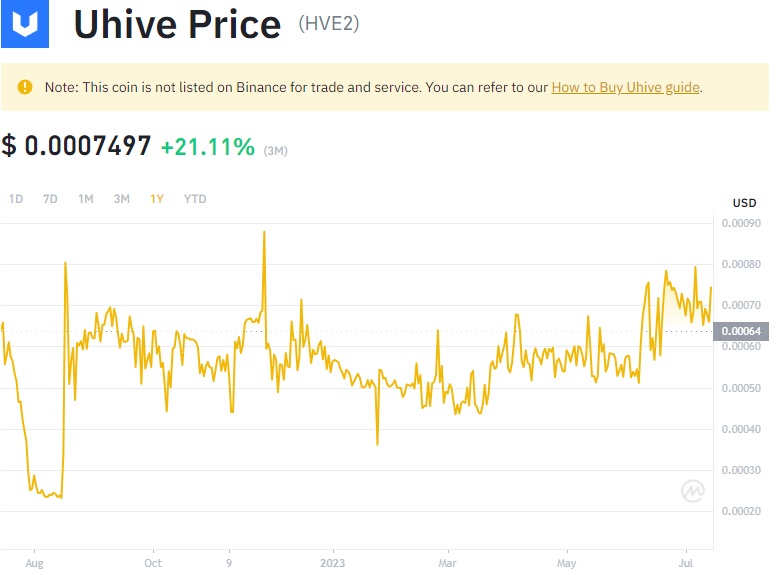 Uhive Price (HVE2)
Note: This coin is not listed on Binance for trade and service. You can refer to our How to Buy Uhive guide.
$ 0.0007497 +21.11% (3M)
1D 7D 1M 3M 1Y YTD
USD
0.00090
0.00080
0.00070
0.00064
0.00060
0.00050
0.00040
0.00030
0.00020
Aug Oct 9 2023 Mar May Jul